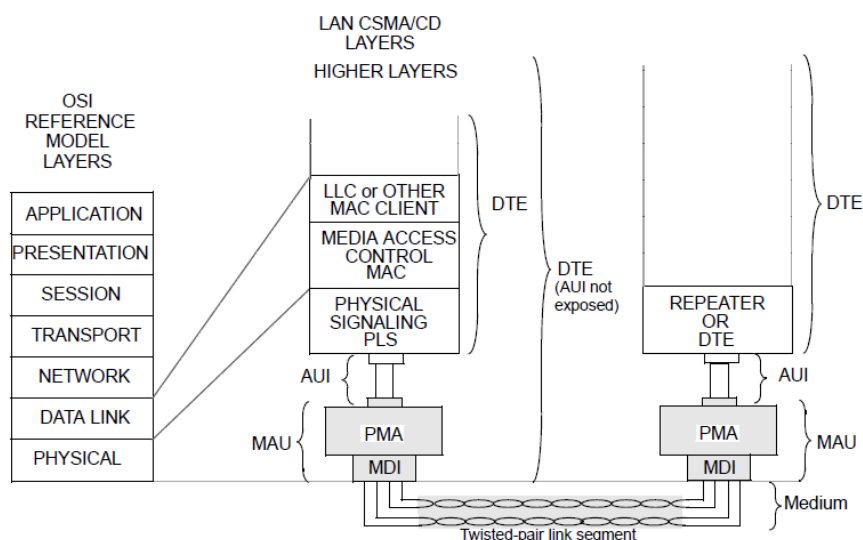 LAN CSMA/CD
LAYERS
HIGHER LAYERS
OSI
REFERENCE
MODEL
LAYERS
APPLICATION
PRESENTATION
SESSION
TRANSPORT
NETWORK
DATA LINK
PHYSICAL
LLC or OTHER
MAC CLIENT
MEDIA ACCESS
CONTROL
MAC
PHYSICAL
SIGNALING
PLS
DTE
DTE
(AUI not
exposed)
AUI
MAU
PMA
MDI
REPEATER
OR
DTE
DTE
AUI
PMA
MAU
MDI
Medium
Twisted-pair link segment